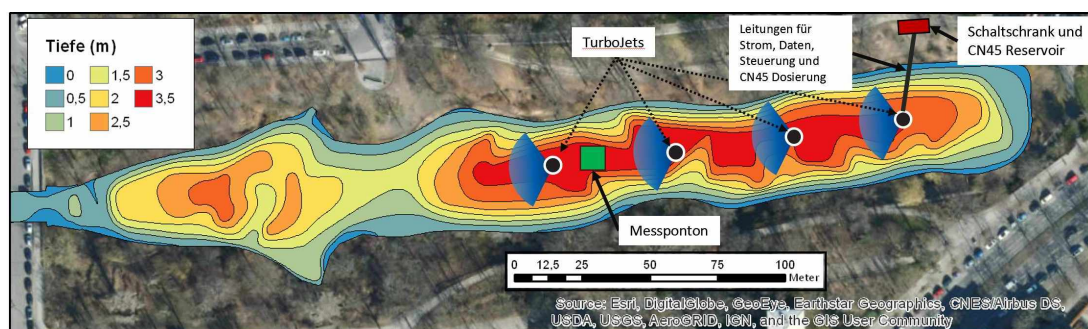 Tiefe (m)
0
0,5
1
1,5
2
2,5
3
3,5
TurboJets
Leitungen für
Strom, Daten,
Steuerung und
CN45 Dosierung
Schaltschrank und
CN45 Reservoir
Messponton
0 12,5 25 50 75 100
Meter
Source: Esri, DigitalGlobe, GeoEye, Earthstar Geographics, CNES/Airbus DS,
USDA, USGS, AeroGRID, IGN, and the GIS User Community